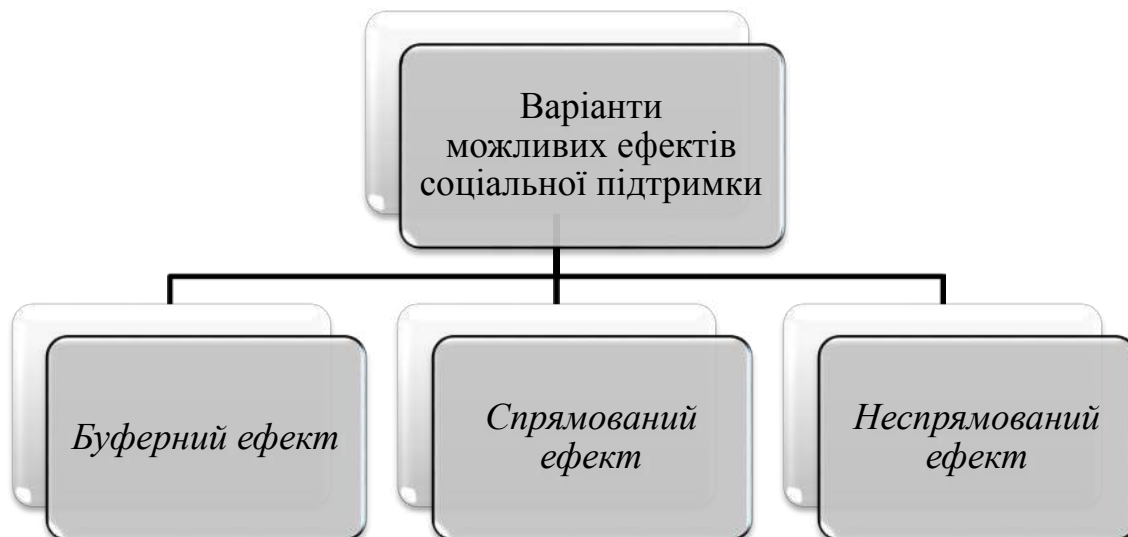 Варіанти
можливих ефектів
соціальної підтримки
Буферний ефект
Спрямований
ефект
Неспрямований
ефект